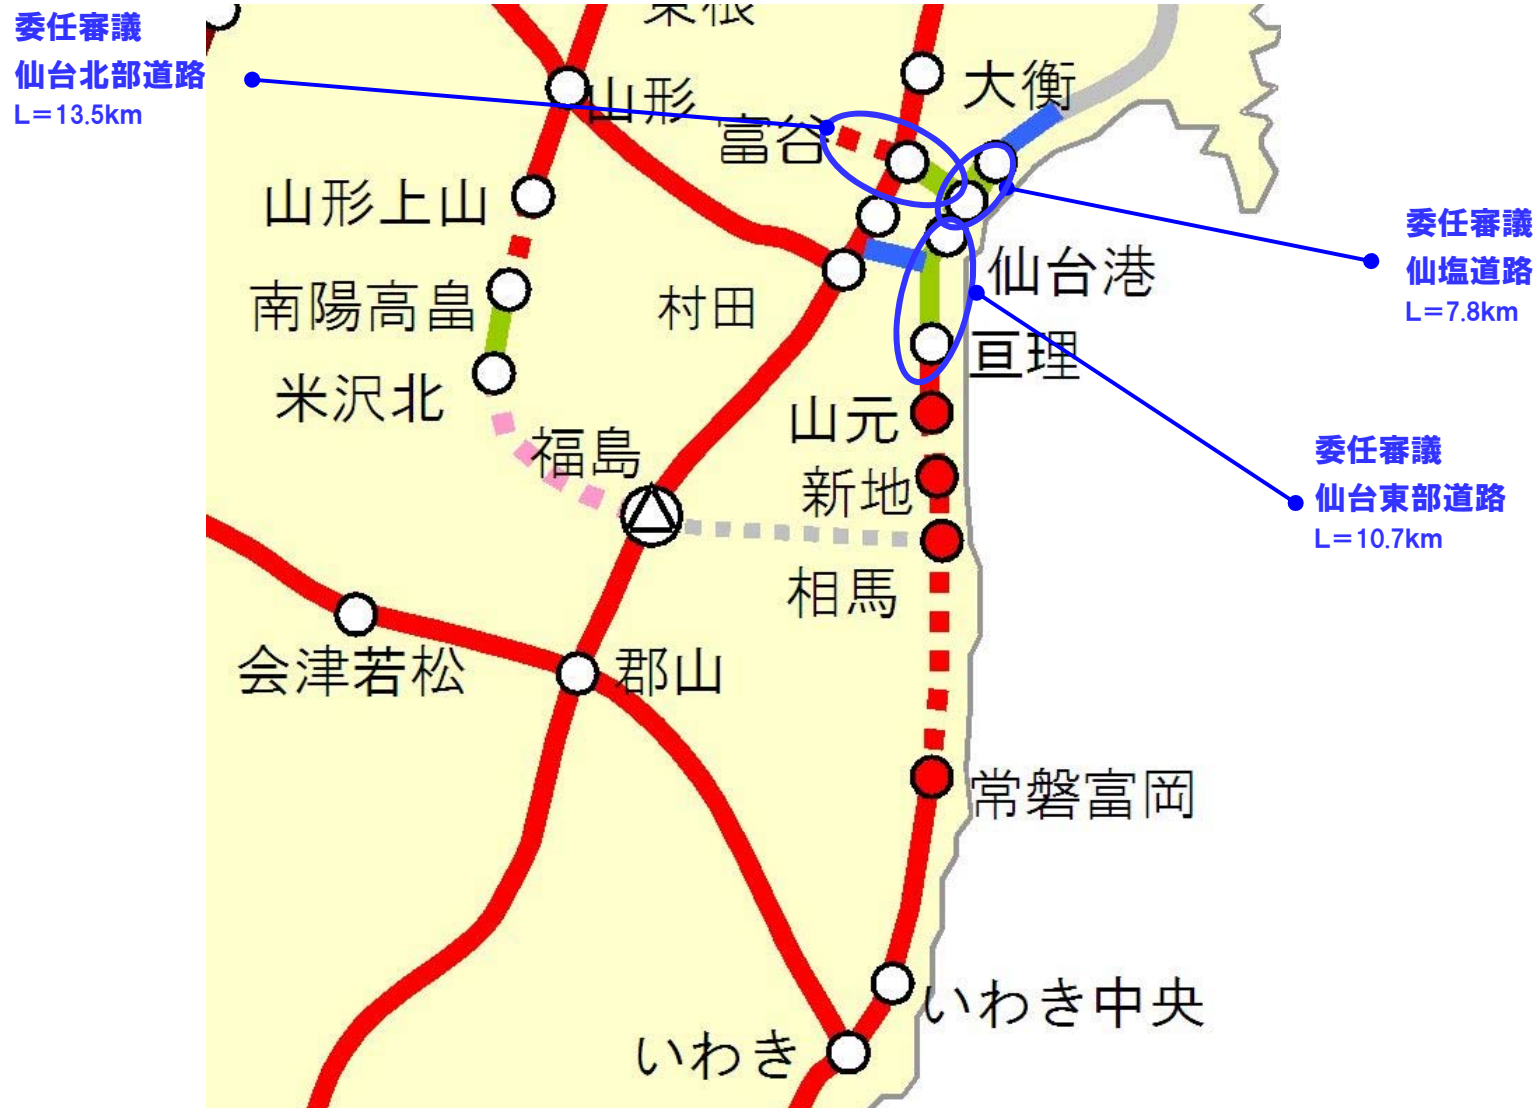 委任審議
仙台北部道路
L＝13.5km
東根
大衡
山形
富谷
山形上山
委任審議
仙塩道路
L＝7.8km
仙台港
南陽高畠
村田
亘理
米沢北
山元
福島
新地
委任審議
仙台東部道路
L＝10.7km
相馬
会津若松
郡山
常磐富岡
いわき中央
いわき